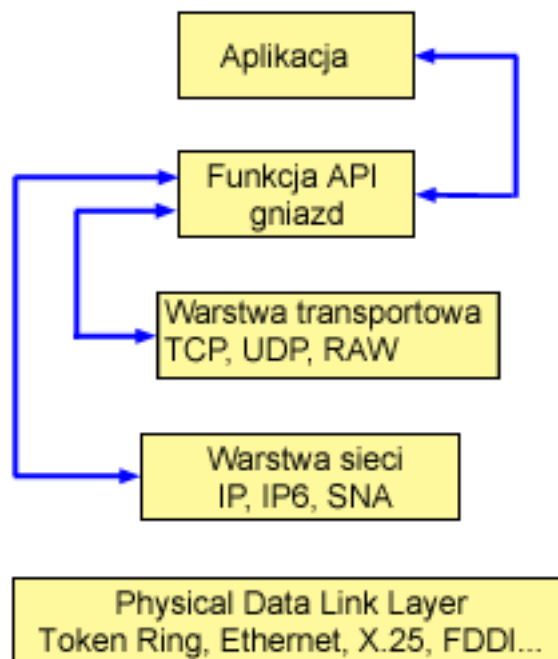 Aplikacja
Funkcja API
gniazd
Warstwa transportowa
TCP, UDP, RAW
Warstwa sieci
IP, IP6, SNA
Physical Data Link Layer
Token Ring, Ethernet, X.25, FDDI...